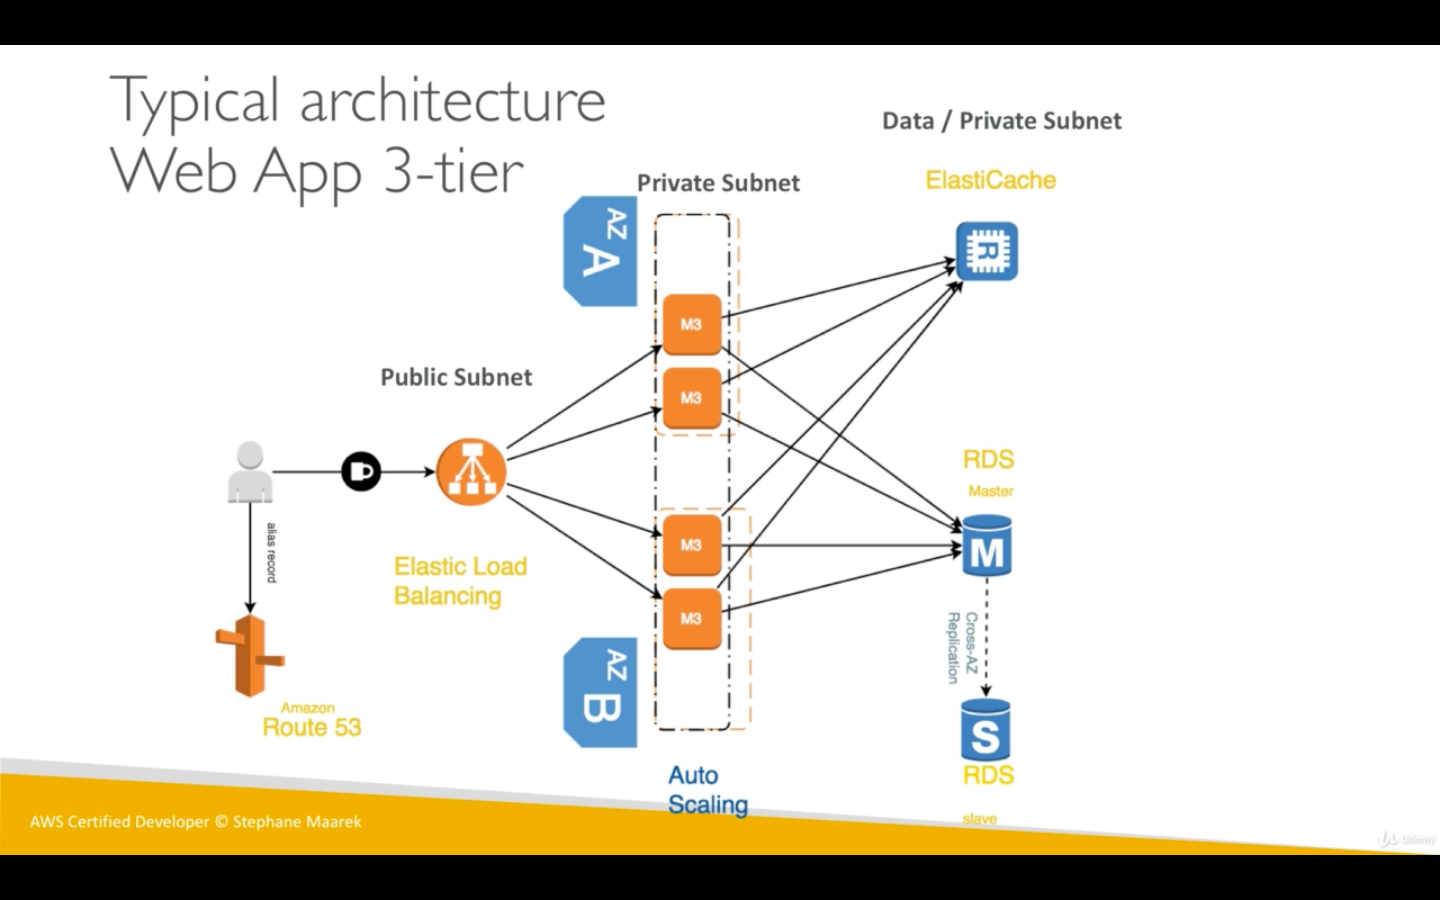 Typical architecture
Web App 3-tier
Data / Private Subnet
Private Subnet
ElastiCache
AZ
A
R
M3
M3
Public Subnet
RDS
Master
M
alias record
Elastic Load
Balancing
M3
M3
Cross-AZ
Replication
AZ
B
Amazon
Route 53
S
RDS
slave
Auto
Scaling
AWS Certified Developer © Stephane Maarek
Udemy